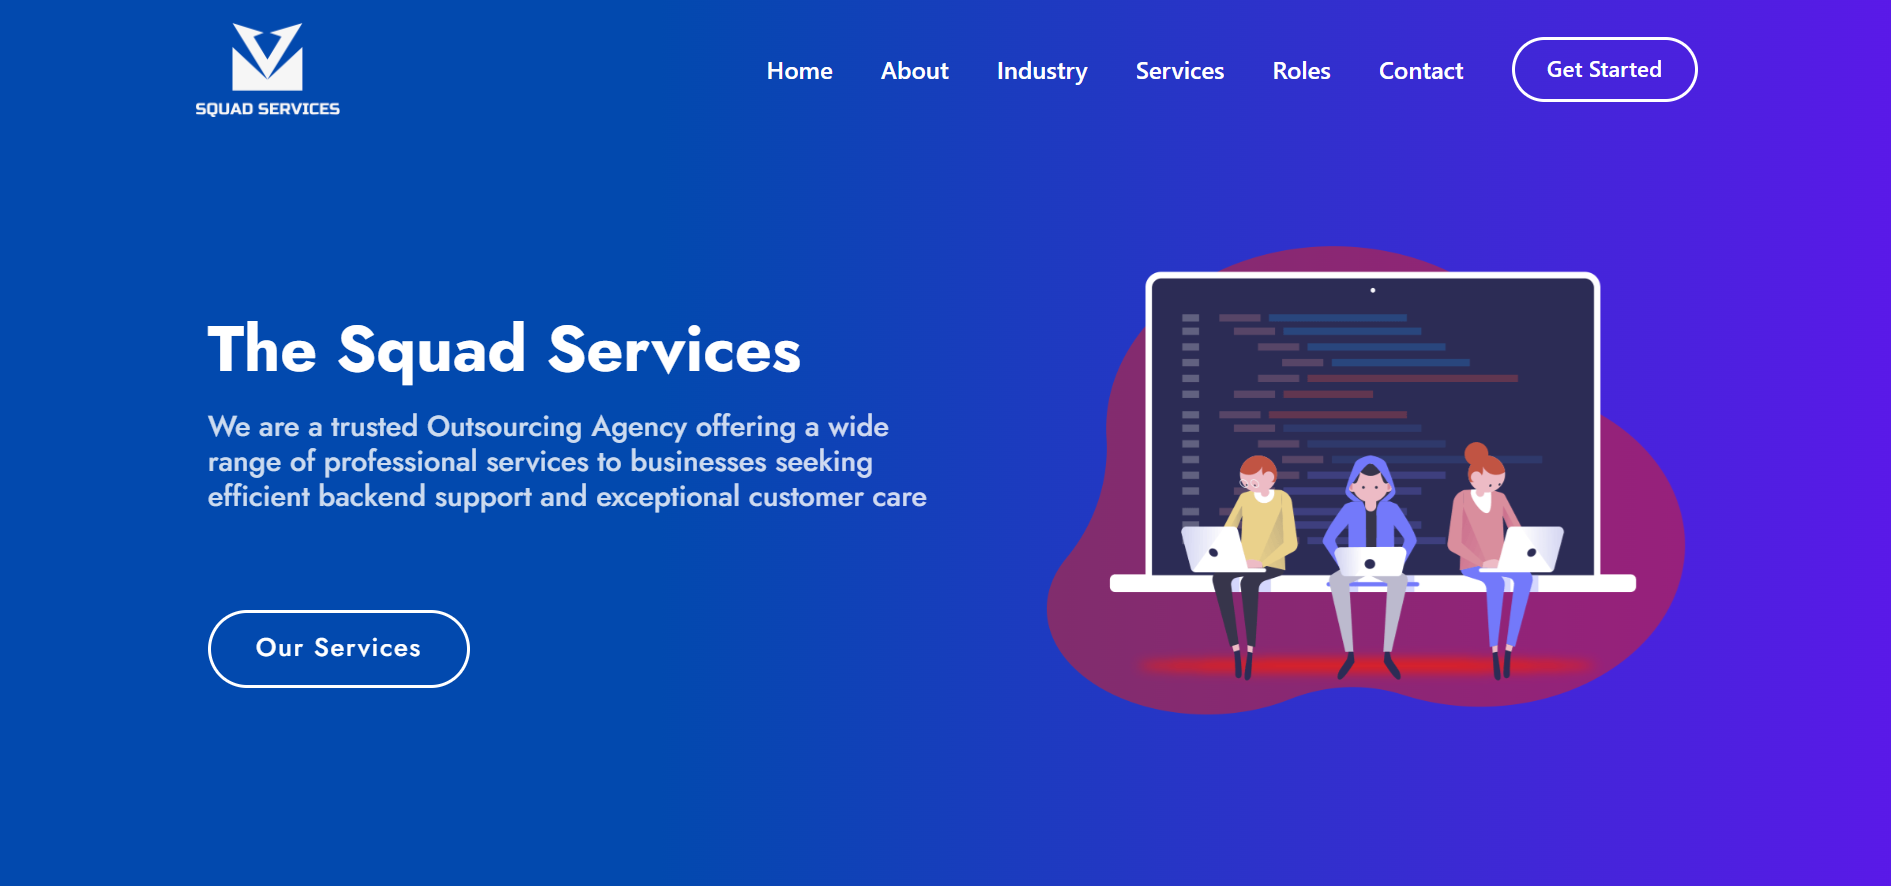 SQUAD SERVICES
Home About Industry Services Roles Contact Get Started
The Squad Services
We are a trusted Outsourcing Agency offering a wide
range of professional services to businesses seeking
efficient backend support and exceptional customer care
Our Services